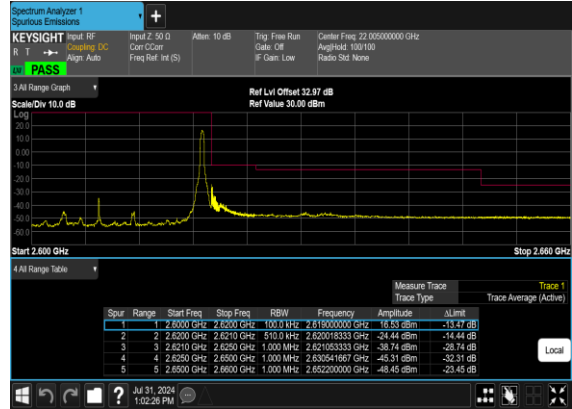 Spectrum Analyzer 1
Spurious Emissions
+
KEYSIGHT Input: RF Input Z: 50 Ω Atten: 10 dB Trig: Free Run Center Freq: 22.005000000 GHz
R T Coupling: DC Corr CCorr Gate: Off Avg|Hold: 100/100
Align: Auto Freq Ref: Int (S) IF Gain: Low Radio Std: None
PASS
3 All Range Graph
Ref Lvl Offset 32.97 dB
Scale/Div 10.0 dB Ref Value 30.00 dBm
Log
20.0
10.0
0.00
-10.0
-20.0
-30.0
-40.0
-50.0
-60.0
Start 2.600 GHz Stop 2.660 GHz
4 All Range Table
Measure Trace Trace 1
Trace Type Trace Average (Active)
Spur Range Start Freq Stop Freq RBW Frequency Amplitude ΔLimit
1 1 2.6000 GHz 2.6200 GHz 100.0 kHz 2.619000000 GHz 16.53 dBm -13.47 dB
2 2 2.6200 GHz 2.6210 GHz 510.0 kHz 2.620018333 GHz -24.44 dBm -14.44 dB
3 3 2.6210 GHz 2.6250 GHz 1.000 MHz 2.621053333 GHz -38.74 dBm -28.74 dB
4 4 2.6250 GHz 2.6500 GHz 1.000 MHz 2.630541667 GHz -45.31 dBm -32.31 dB
5 5 2.6500 GHz 2.6600 GHz 1.000 MHz 2.652200000 GHz -48.45 dBm -23.45 dB
Local
? Jul 31, 2024
1:02:26 PM